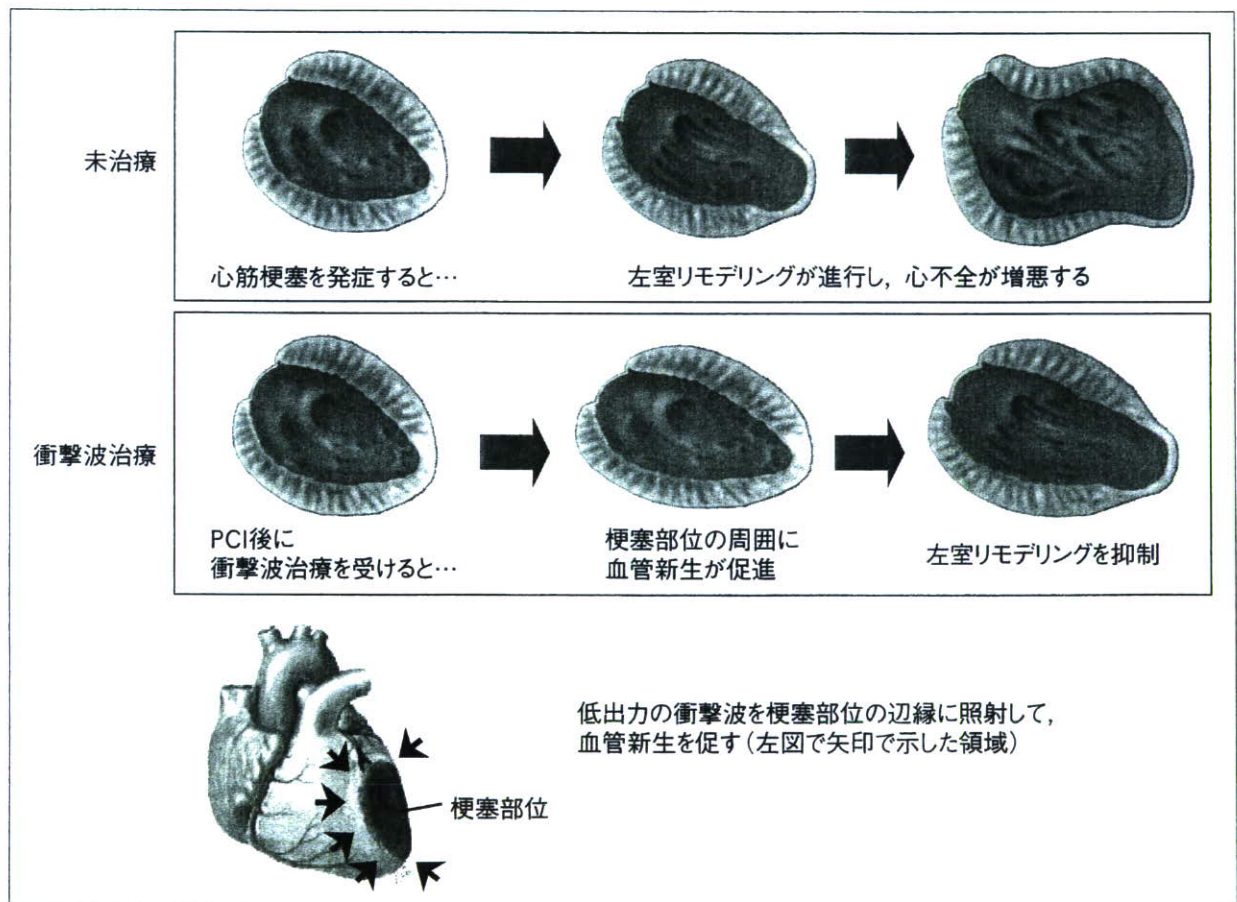 未治療
心筋梗塞を発症すると…
左室リモデリングが進行し，心不全が増悪する
衝撃波治療
PCI後に
衝撃波治療を受けると…
梗塞部位の周囲に
血管新生が促進
左室リモデリングを抑制
低出力の衝撃波を梗塞部位の辺縁に照射して，
血管新生を促す（左図で矢印で示した領域）
梗塞部位